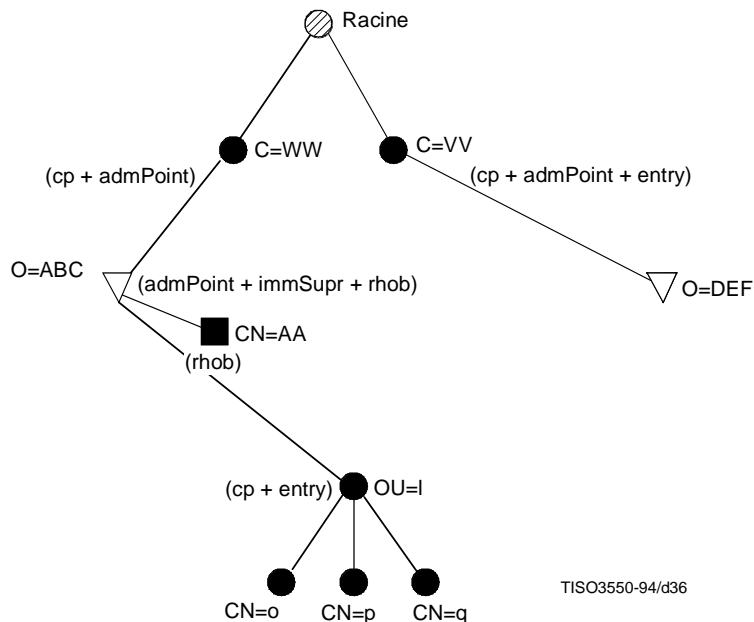 Racine
C=WW
C=VV
(cp + admPoint)
(cp + admPoint + entry)
O=ABC
(admPoint + immSupr + rhob)
O=DEF
CN=AA
(rhob)
(cp + entry)
OU=I
TISO3550-94/d36
CN=o
CN=p
CN=q